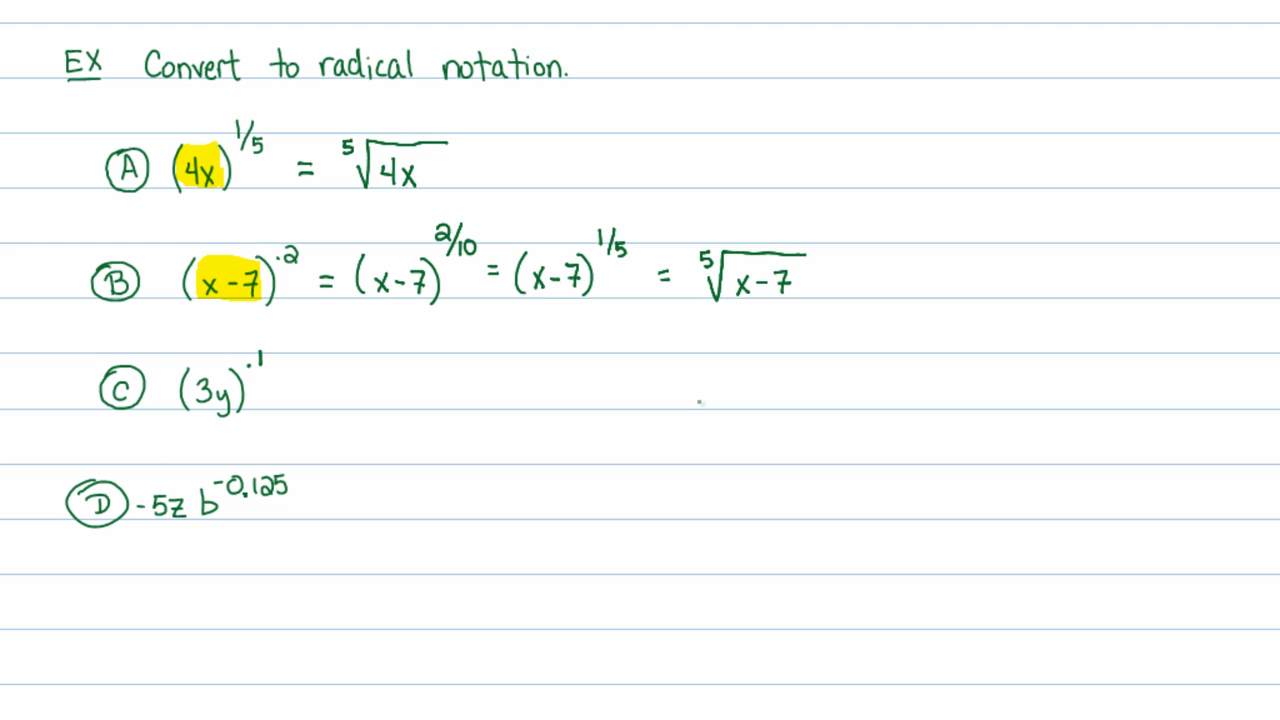 EX Convert to radical notation.
A (4x)^1/5 = ⁵√4x
B (x-7)^.2 = (x-7)^2/10 = (x-7)^1/5 = ⁵√x-7
C (3y)^.1
D -5z b^-0.125